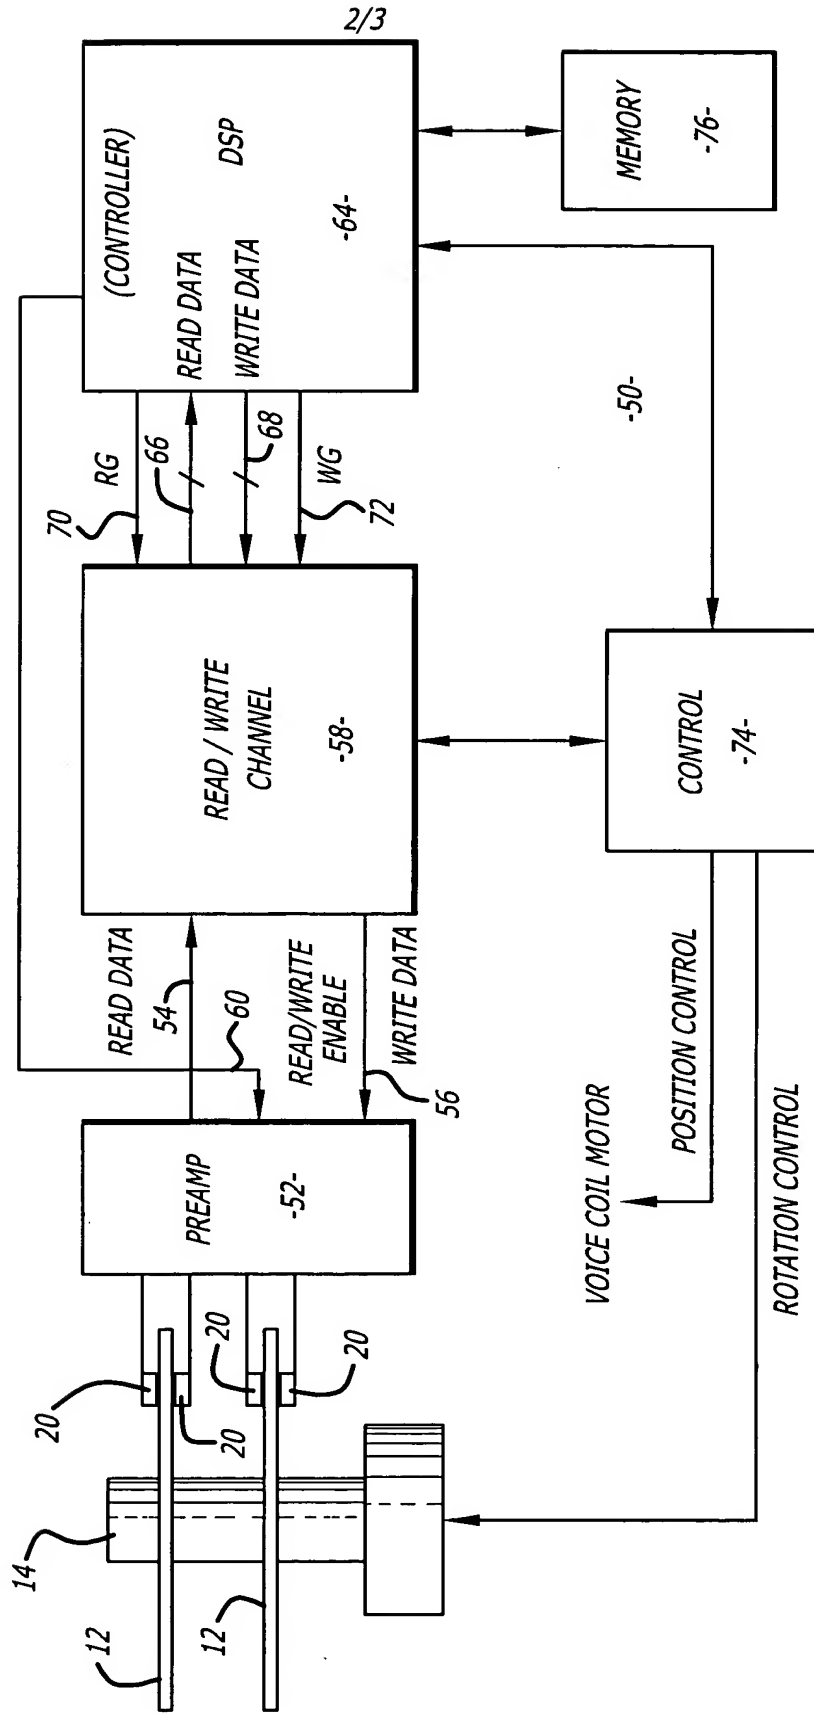 2/3
14
12
12
20
20
20
20
PREAMP
-52-
READ DATA
54
60
READ/WRITE
ENABLE
WRITE DATA
56
READ / WRITE
CHANNEL
-58-
70
RG
66
68
WG
72
(CONTROLLER)
READ DATA
DSP
WRITE DATA
-64-
VOICE COIL MOTOR
POSITION CONTROL
ROTATION CONTROL
CONTROL
-74-
-50-
MEMORY
-76-